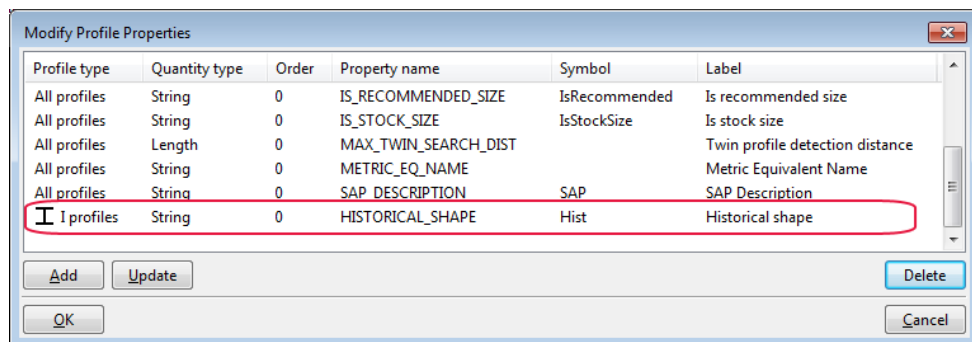 Modify Profile Properties
Profile type Quantity type Order Property name Symbol Label
All profiles String 0 IS_RECOMMENDED_SIZE IsRecommended Is recommended size
All profiles String 0 IS_STOCK_SIZE IsStockSize Is stock size
All profiles Length 0 MAX_TWIN_SEARCH_DIST Twin profile detection distance
All profiles String 0 METRIC_EQ_NAME Metric Equivalent Name
All profiles String 0 SAP_DESCRIPTION SAP SAP Description
I profiles String 0 HISTORICAL_SHAPE Hist Historical shape
Add Update Delete
OK Cancel